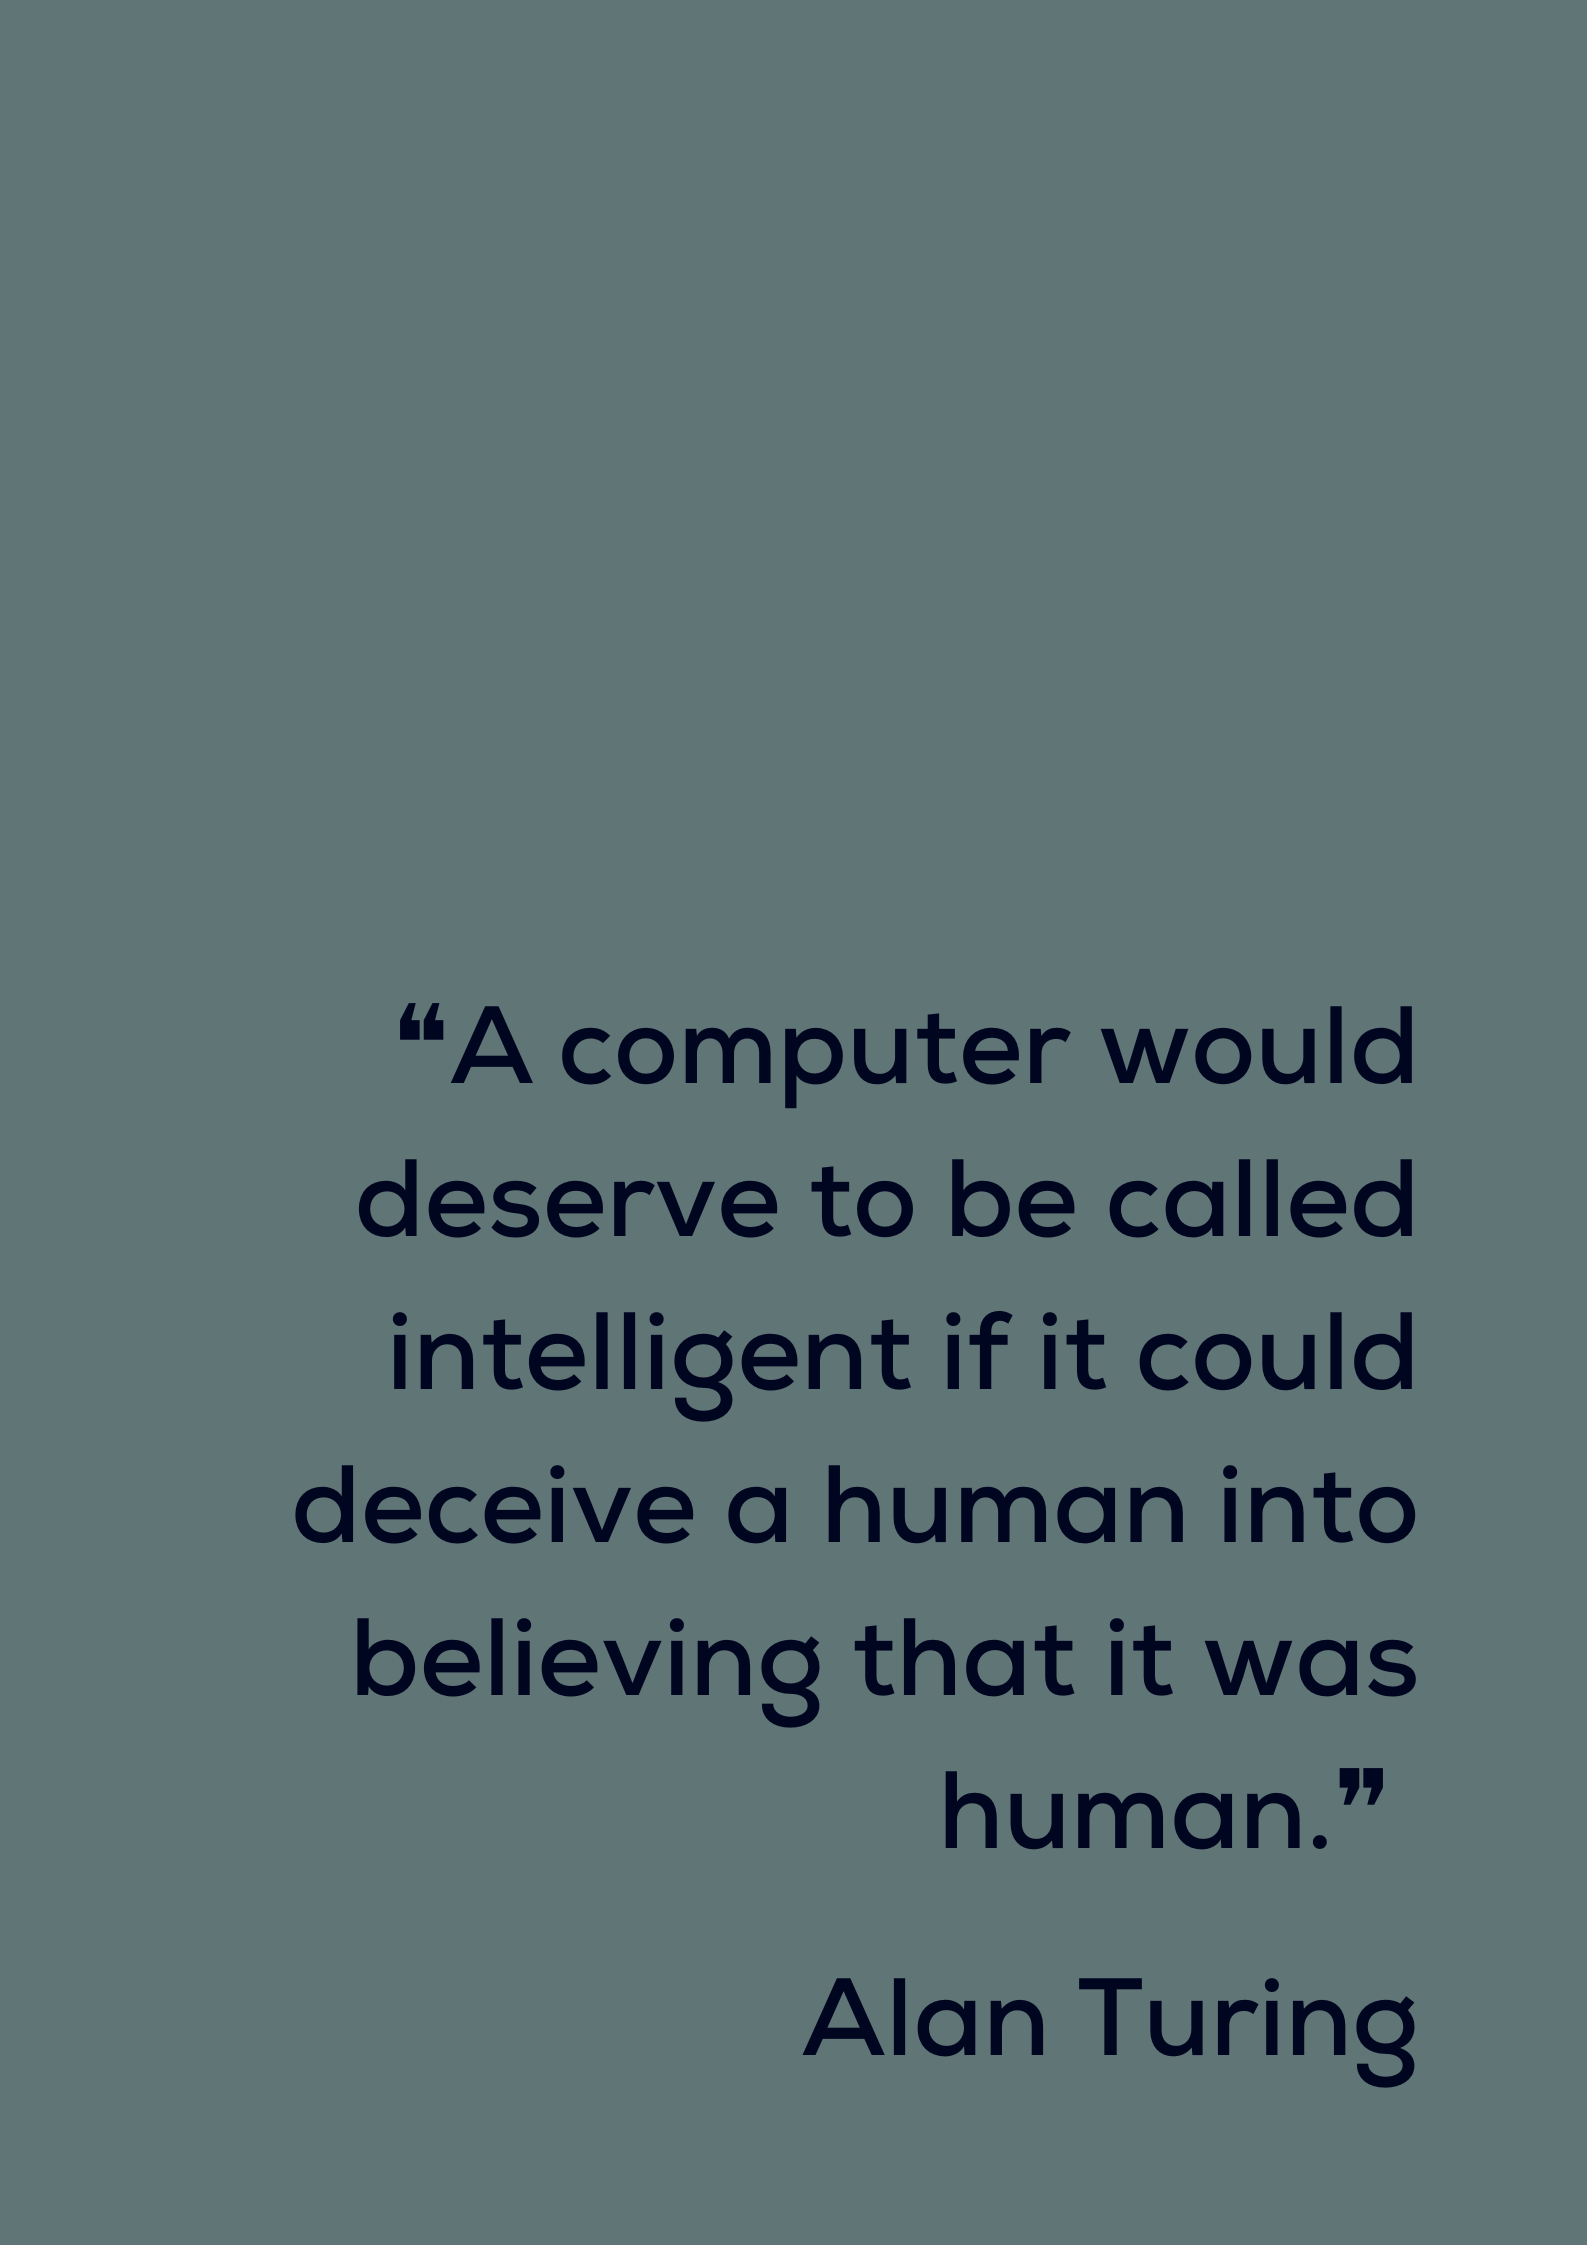 ❝A computer would
deserve to be called
intelligent if it could
deceive a human into
believing that it was
human.❞
Alan Turing